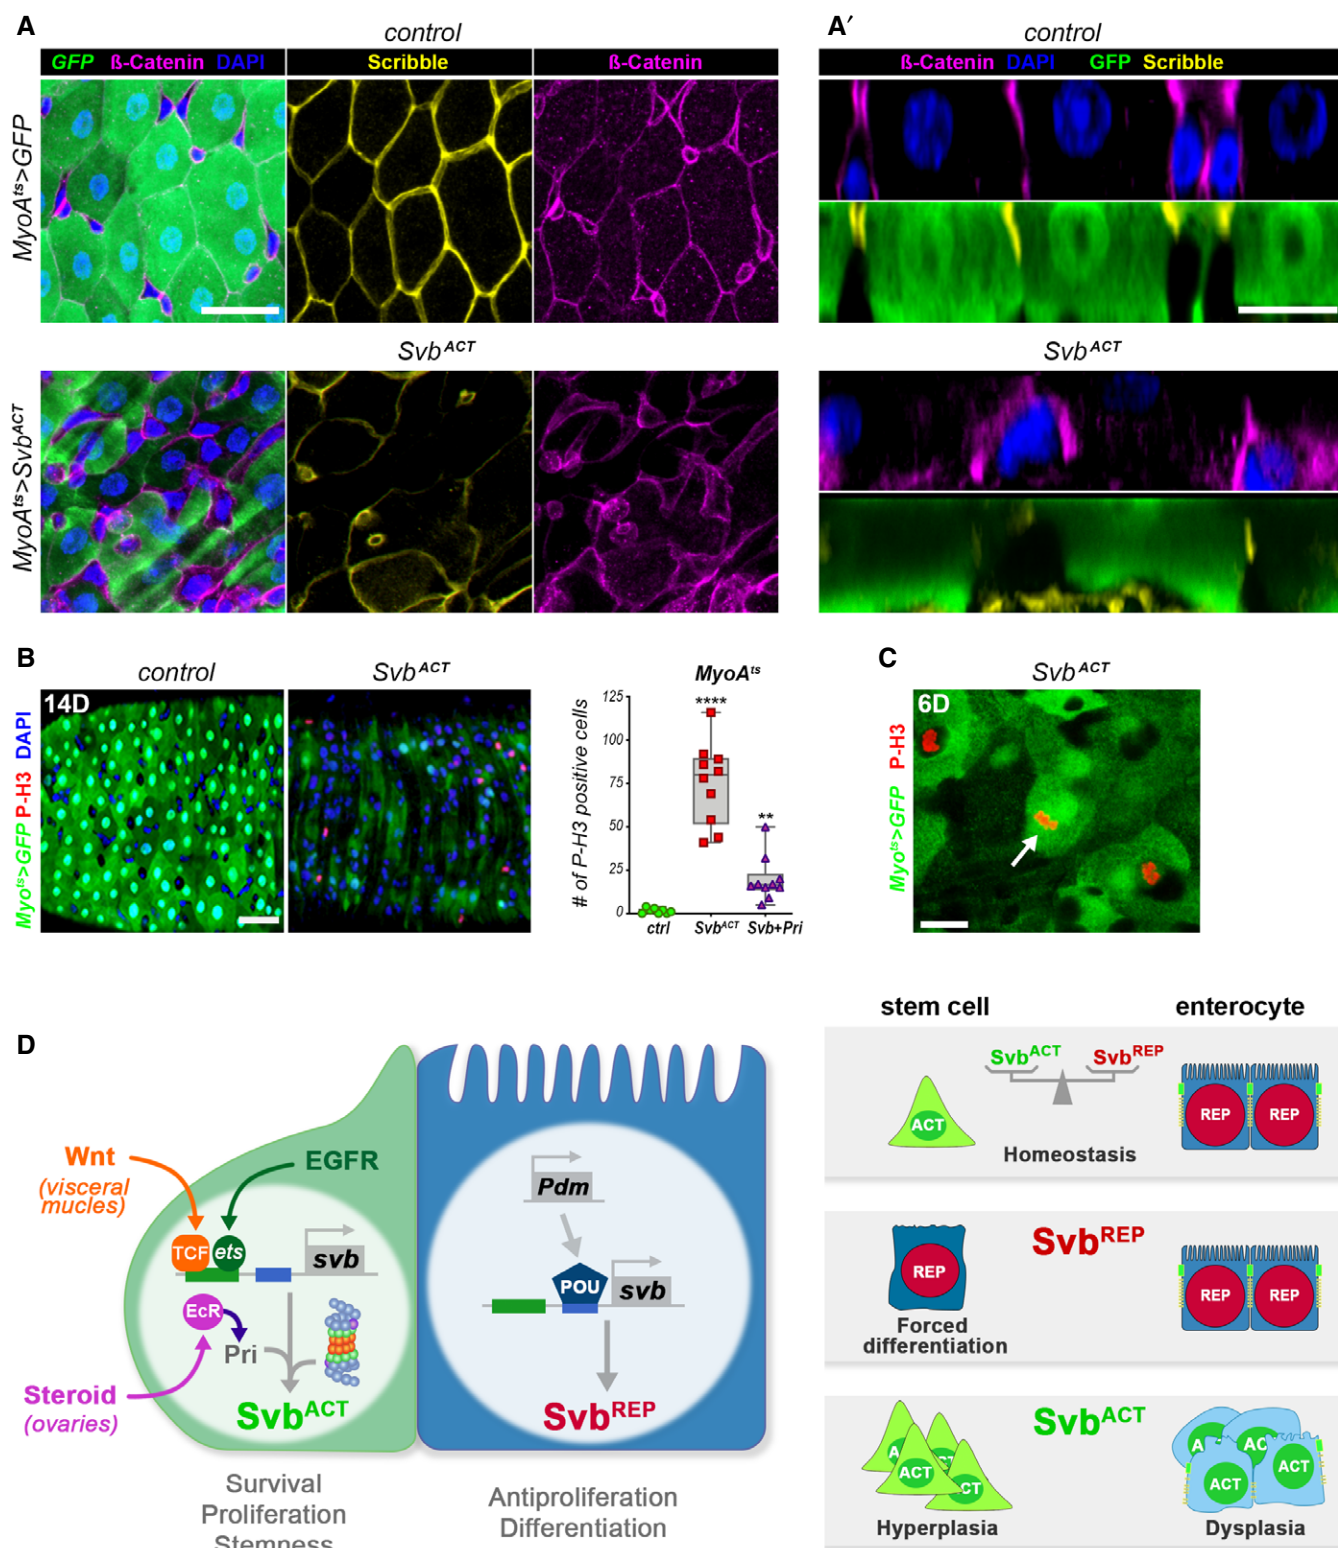 A
control
GFP ß-Catenin DAPI
Scribble
ß-Catenin
MyoAts>GFP
SvbACT
MyoAts>SvbACT
A′
control
ß-Catenin DAPI GFP Scribble
SvbACT
B
control
SvbACT
14D
Myots>GFP P-H3 DAPI
MyoAts
# of P-H3 positive cells
125
100
75
50
25
0
****
**
ctrl SvbACT Svb+Pri
C
SvbACT
6D
Myots>GFP P-H3
D
Wnt
(visceral
mucles)
EGFR
TCF ets
svb
EcR
Pri
Steroid
(ovaries)
SvbACT
Survival
Proliferation
Stemness
Pdm
POU
svb
SvbREP
Antiproliferation
Differentiation
stem cell enterocyte
SvbACT SvbREP
ACT
REP REP
Homeostasis
SvbREP
REP
REP REP
Forced
differentiation
SvbACT
A
CT
ACT
CT
A
AC
ACT
ACT
Hyperplasia
Dysplasia